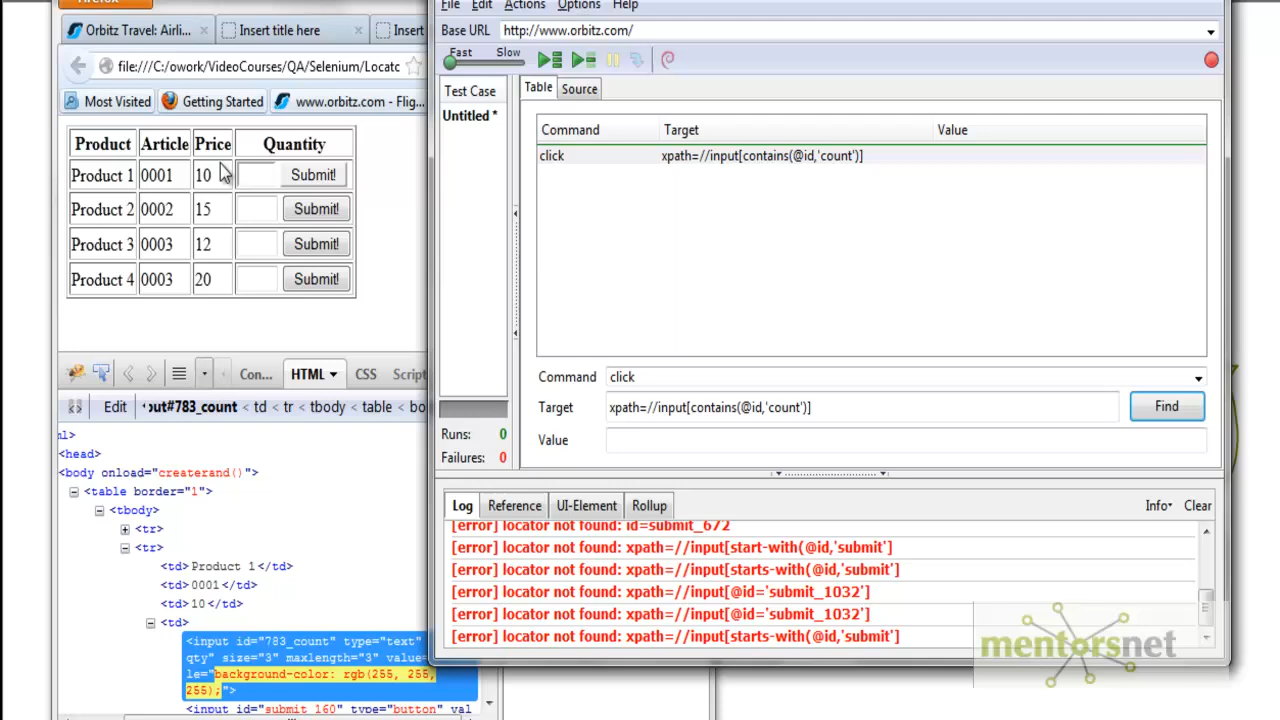 Firefox
Orbitz Travel: Airli...
Insert title here
Insert
file:///C:/owork/VideoCourses/QA/Selenium/Locato
Most Visited
Getting Started
www.orbitz.com - Flig...
Product Article Price Quantity
Product 1 0001 10 Submit!
Product 2 0002 15 Submit!
Product 3 0003 12 Submit!
Product 4 0003 20 Submit!
Con...
HTML
CSS
Script
Edit
put#783_count < td < tr < tbody < table < bo
ml>
<head>
<body onload="createrand()">
<table border="1">
<tbody>
<tr>
<tr>
<td>Product 1</td>
<td>0001</td>
<td>10</td>
<td>
<input id="783_count" type="text"
qty" size="3" maxlength="3" value=
le="background-color: rgb(255, 255,
255);">
<input id="submit_160" type="button" val
File Edit Actions Options Help
Base URL http://www.orbitz.com/
Fast Slow
Test Case
Untitled *
Table Source
Command Target Value
click xpath=//input[contains(@id,'count')]
Command click
Target xpath=//input[contains(@id,'count')] Find
Value
Runs: 0
Failures: 0
Log Reference UI-Element Rollup Info Clear
[error] locator not found: id=submit_672
[error] locator not found: xpath=//input[start-with(@id,'submit']
[error] locator not found: xpath=//input[starts-with(@id,'submit']
[error] locator not found: xpath=//input[@id='submit_1032']
[error] locator not found: xpath=//input[@id='submit_1032']
[error] locator not found: xpath=//input[starts-with(@id,'submit']
mentorsnet